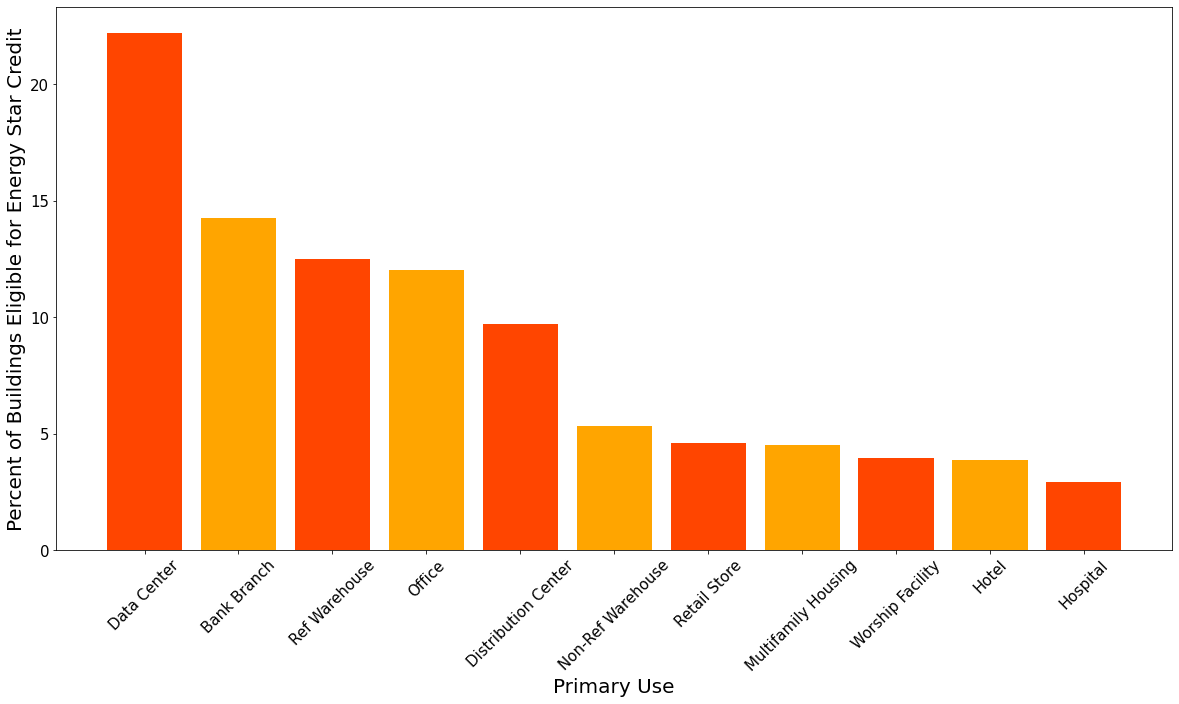 Percent of Buildings Eligible for Energy Star Credit
20
15
10
5
0
Data Center
Bank Branch
Ref Warehouse
Office
Distribution Center
Non-Ref Warehouse
Retail Store
Multifamily Housing
Worship Facility
Hotel
Hospital
Primary Use